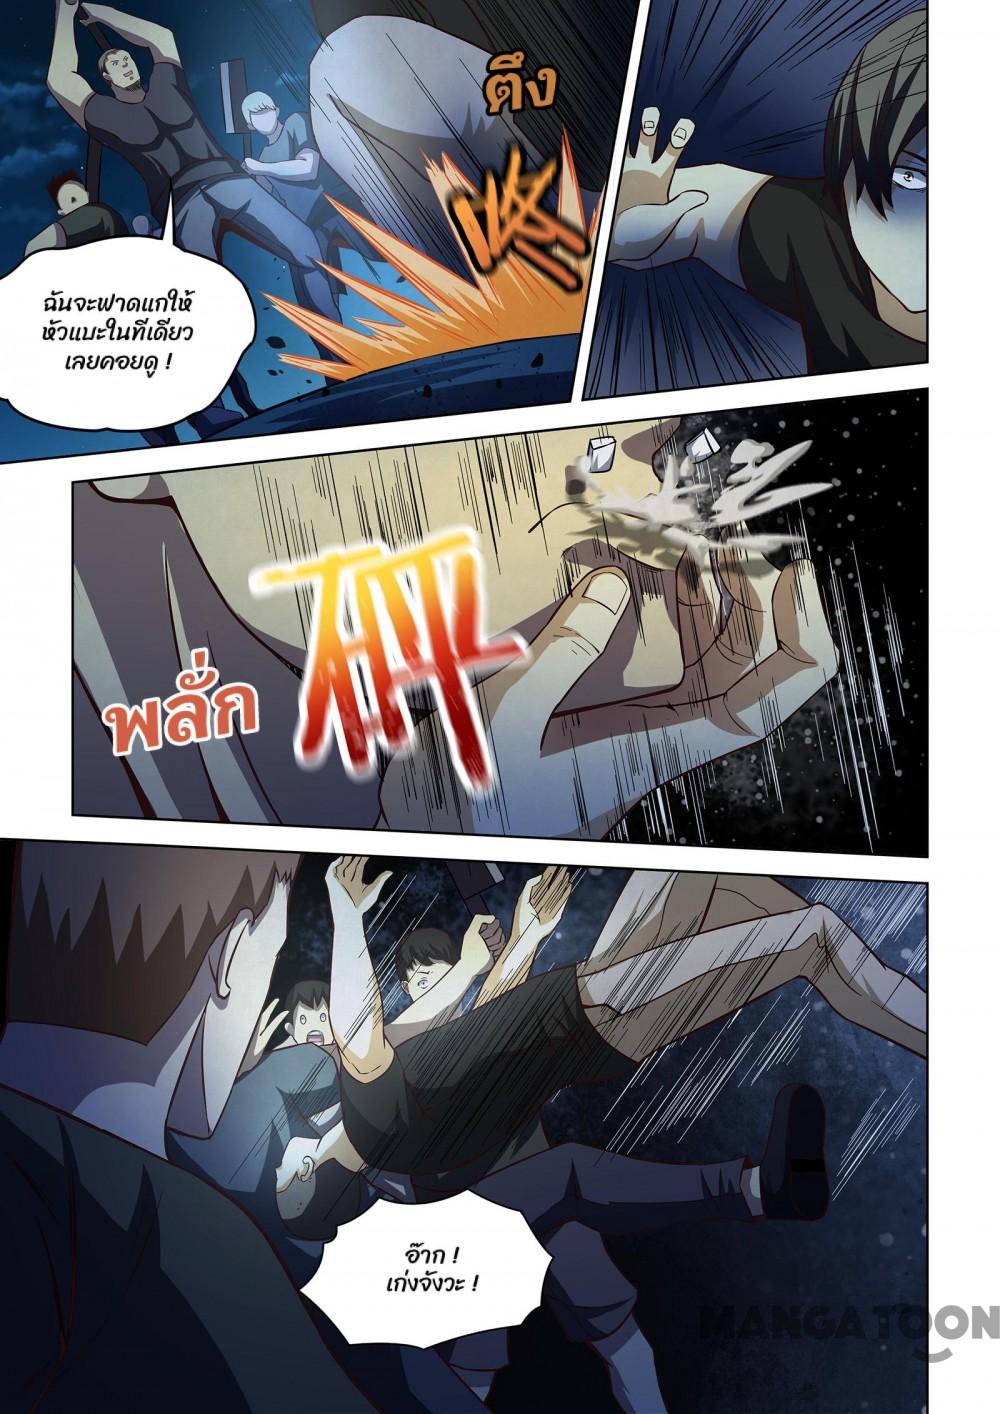 ตึง
咚
ฉันจะฟาดแกให้
หัวแบะในทีเดียว
เลยคอยดู !
พลั่ก
砰
อ๊าก !
เก่งจังวะ !
MANGATOON